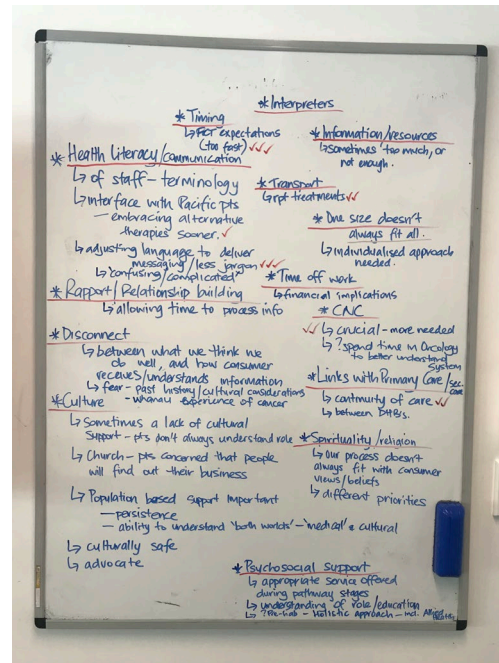 * Interpreters
* Timing
↳ FCT expectations
(too fast) ✓✓✓
* Information/resources
↳ sometimes too much, or
not enough.
* Health Literacy/communication
↳ of staff – terminology
↳ interface with Pacific pts
– embracing alternative
therapies sooner. ✓
↳ adjusting language to deliver
messaging/less jargon ✓✓✓
↳ 'confusing/complicated'
* Transport
↳ rpt treatments ✓✓
* One size doesn't
always fit all.
↳ individualised approach
needed.
* Time off work
↳ financial implications
* Rapport/Relationship building
↳ allowing time to process info
* CNC
✓✓ ↳ crucial – more needed
↳ ? spend time in Oncology
to better understand
system
* Disconnect
↳ between what we think we
do well, and how consumer
receives/understands information
↳ fear – past history/cultural considerations
– whanau experience of cancer
* Links with Primary Care/sec.
care
↳ continuity of care ✓✓
↳ between DHBs.
* Culture
↳ Sometimes a lack of cultural
support – pts don't always understand role
↳ Church – pts concerned that people
will find out their business
↳ Population based support important
– persistence
– ability to understand 'both worlds' – 'medical' & cultural
↳ culturally safe
↳ advocate
* Spirituality/religion
↳ Our process doesn't
always fit with consumer
views/beliefs
↳ different priorities
* Psychosocial support
↳ appropriate service offered
during pathway stages
↳ understanding of role/education
↳ ? Pre-hab – Holistic approach – incl. Allied
Health